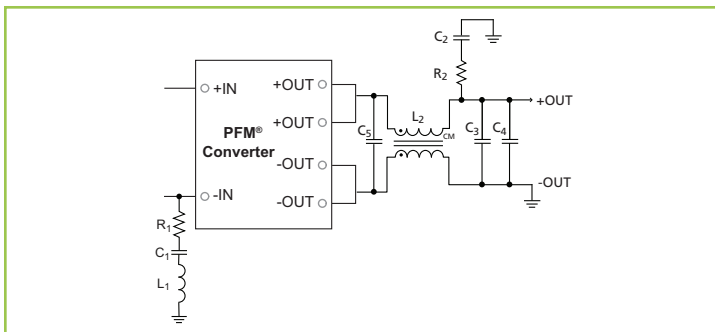 C2
R2
+IN
+OUT
+OUT
PFM®
Converter
-OUT
-OUT
-IN
C5
L2
CM
C3
C4
+OUT
-OUT
R1
C1
L1